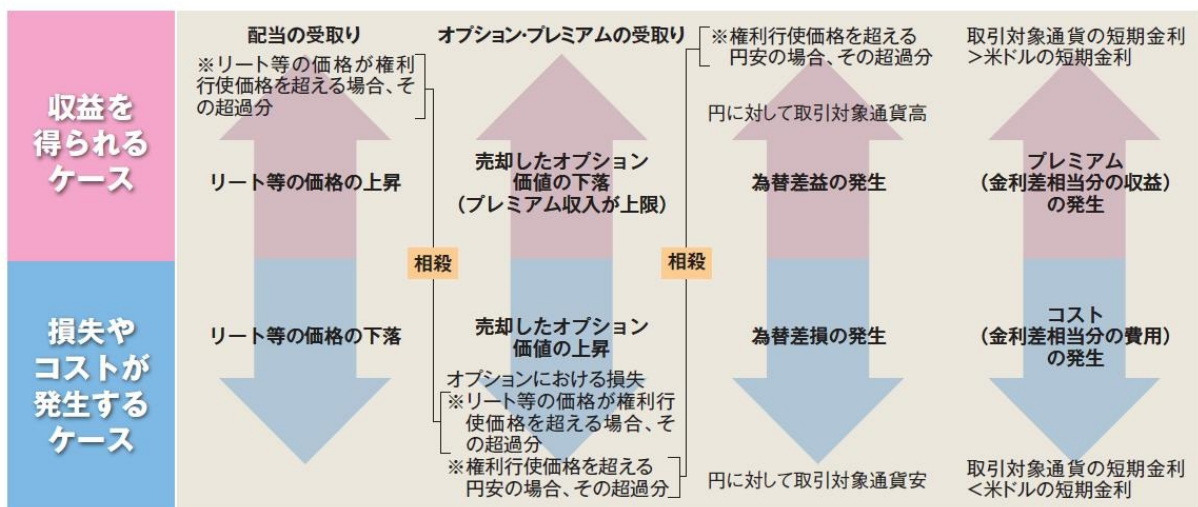 収益を
得られる
ケース
配当の受取り
※リート等の価格が権利
行使価格を超える場合、そ
の超過分
リート等の価格の上昇
オプション・プレミアムの受取り
売却したオプション
価値の下落
(プレミアム収入が上限)
※権利行使価格を超える
円安の場合、その超過分
円に対して取引対象通貨高
為替差益の発生
取引対象通貨の短期金利
>米ドルの短期金利
プレミアム
(金利差相当分の収益)
の発生
相殺
相殺
損失や
コストが
発生する
ケース
リート等の価格の下落
売却したオプション
価値の上昇
オプションにおける損失
※リート等の価格が権利行
使価格を超える場合、そ
の超過分
※権利行使価格を超える
円安の場合、その超過分
為替差損の発生
円に対して取引対象通貨安
コスト
(金利差相当分の費用)
の発生
取引対象通貨の短期金利
<米ドルの短期金利